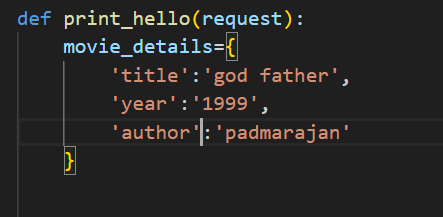 def print_hello(request):
    movie_details={
        'title':'god father',
        'year':'1999',
        'author':'padmarajan'
    }